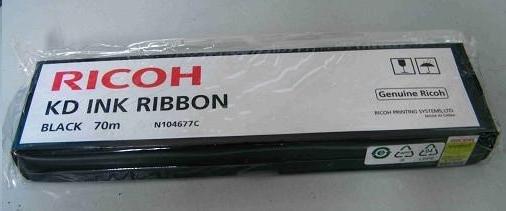 RICOH
KD INK RIBBON
BLACK 70m N104677C
Genuine Ricoh
RICOH PRINTING SYSTEMS, LTD.